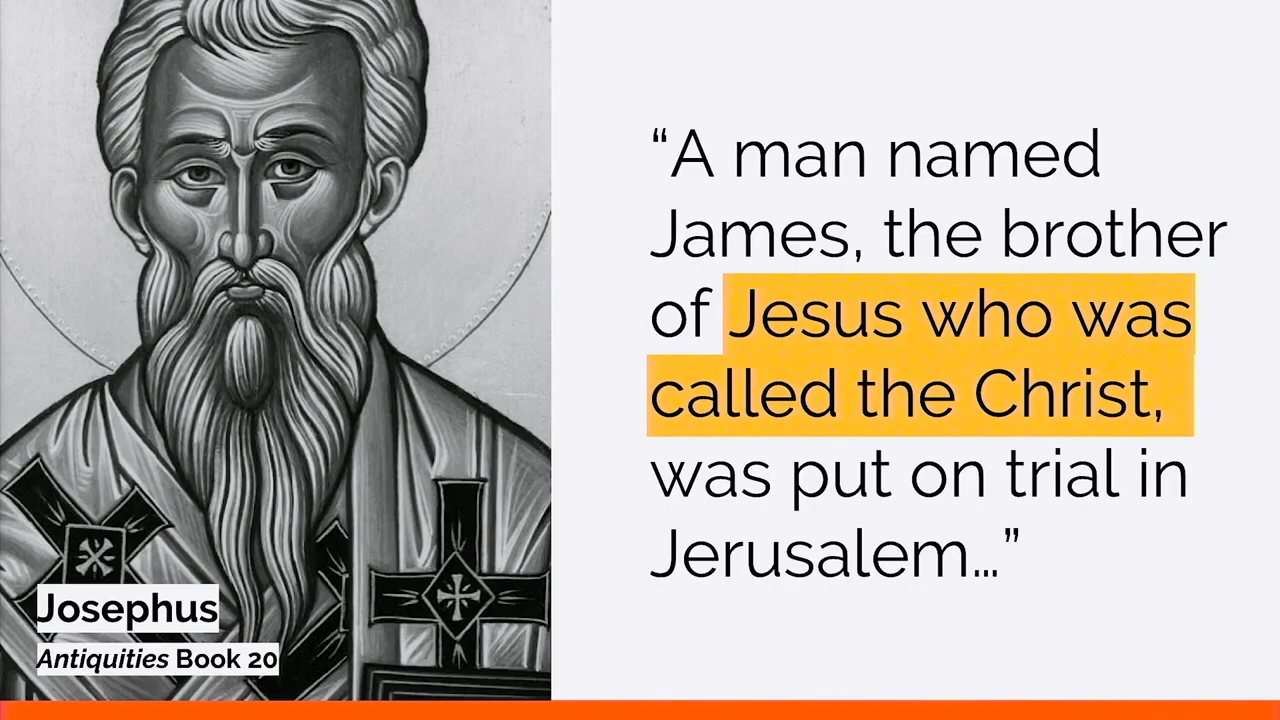 “A man named
James, the brother
of Jesus who was
called the Christ,
was put on trial in
Jerusalem…”
Josephus
Antiquities Book 20